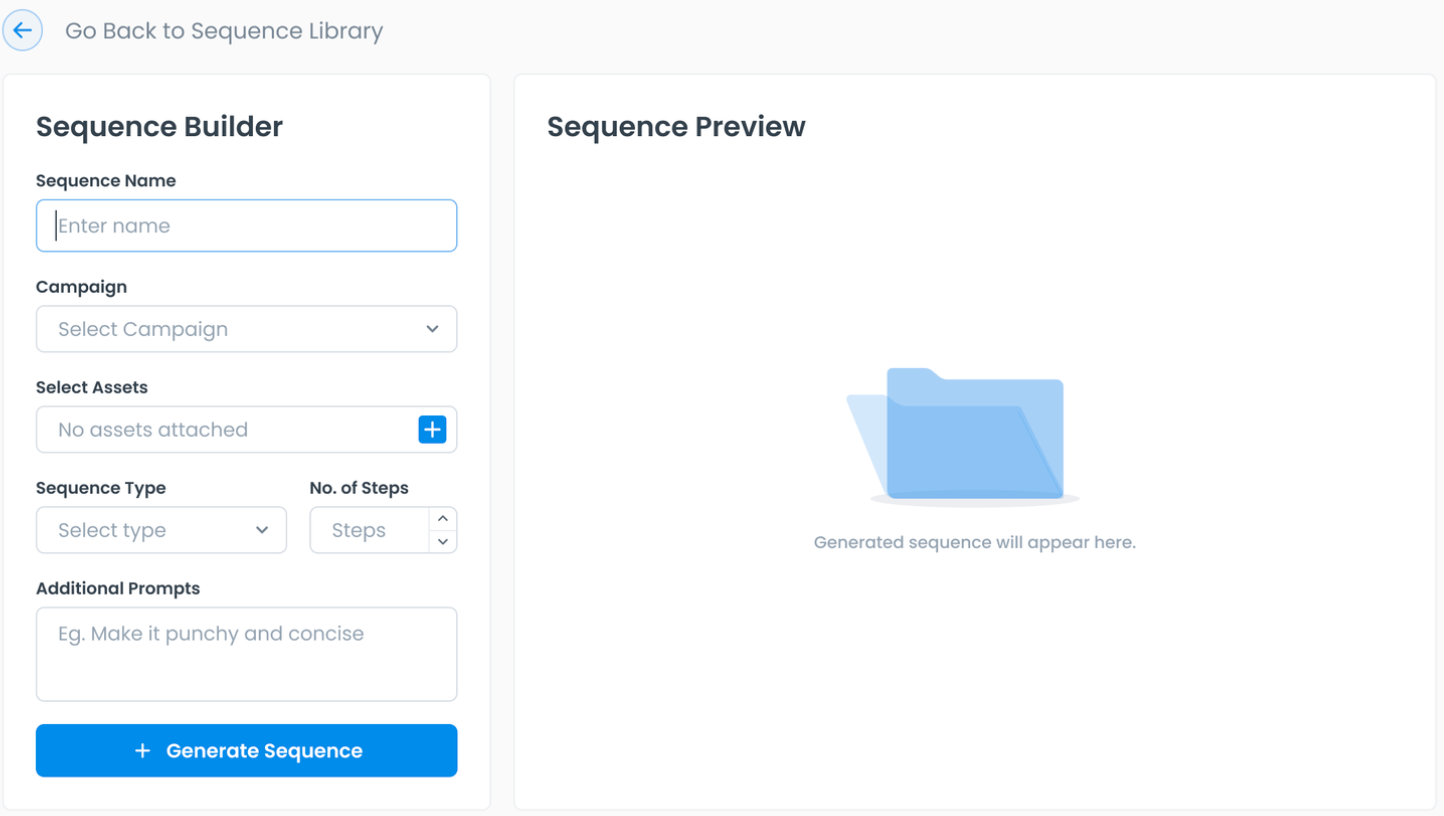 Go Back to Sequence Library
Sequence Builder
Sequence Name
Enter name
Campaign
Select Campaign
Select Assets
No assets attached
Sequence Type
No. of Steps
Select type
Steps
Additional Prompts
Eg. Make it punchy and concise
Generate Sequence
Sequence Preview
Generated sequence will appear here.